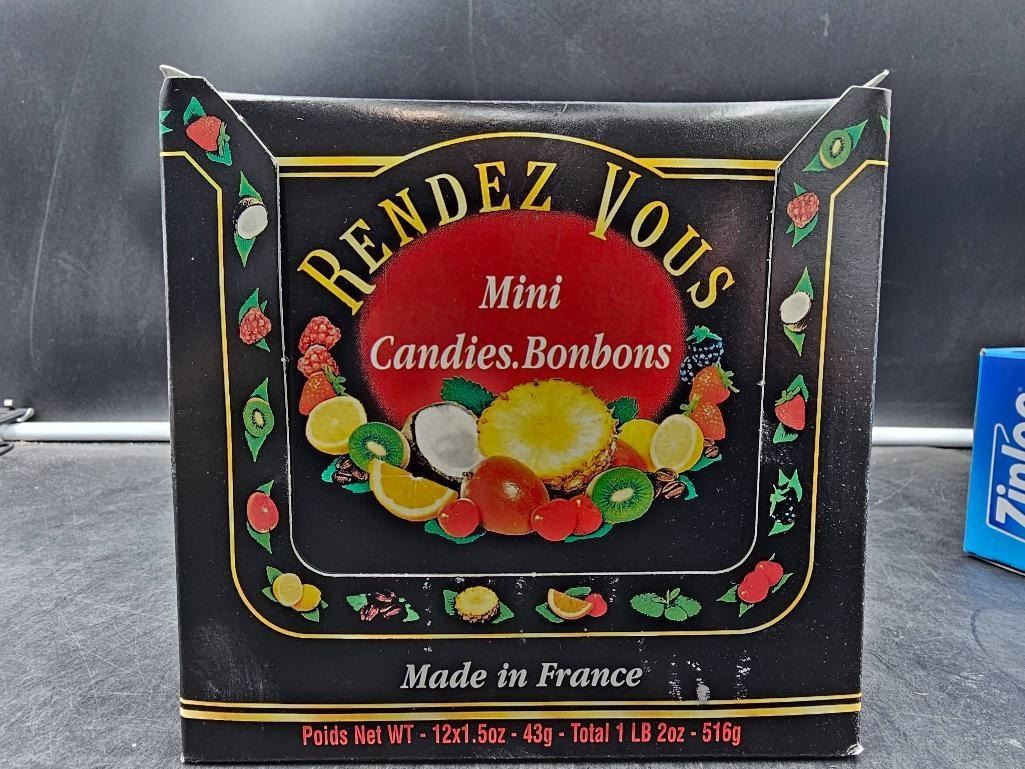 RENDEZ VOUS
Mini
Candies.Bonbons
Made in France
Poids Net WT - 12x1.5oz - 43g - Total 1 LB 2oz - 516g